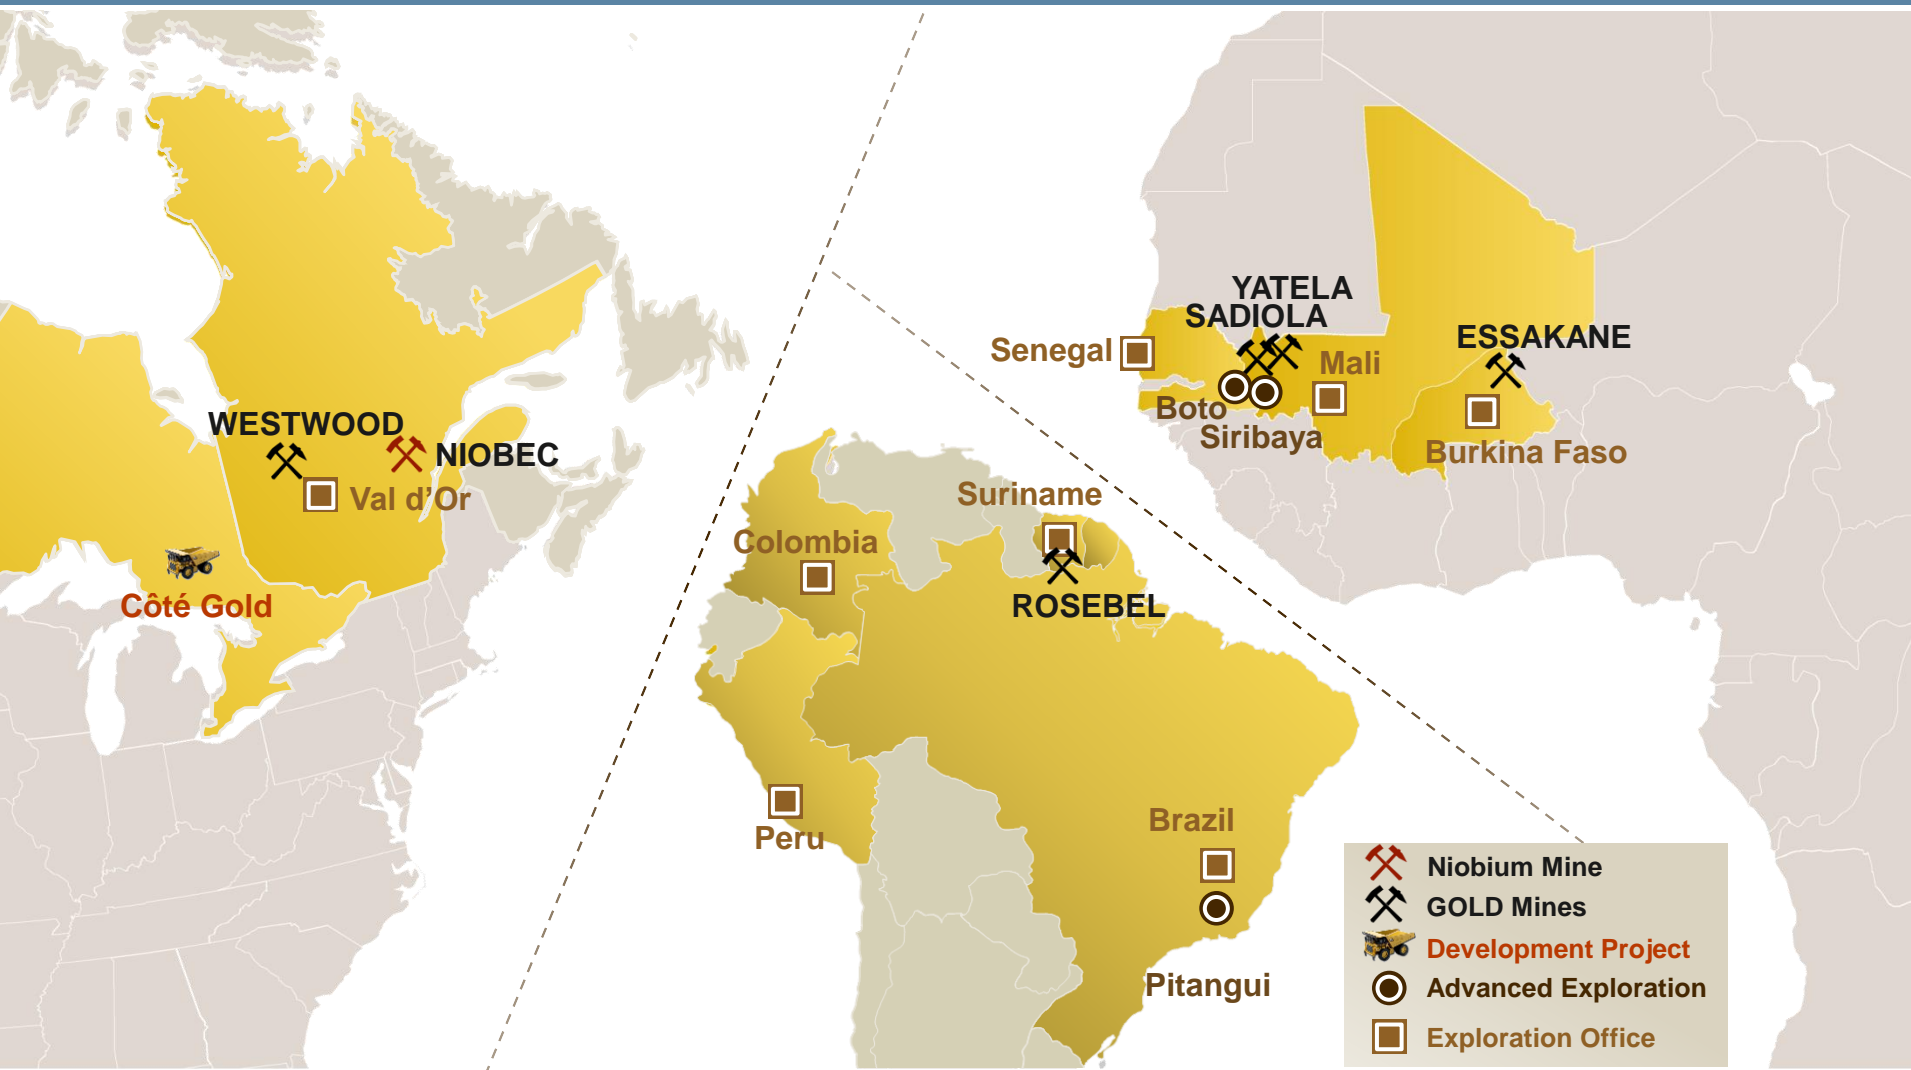 WESTWOOD
NIOBEC
Val d’Or
Côté Gold
Colombia
Suriname
ROSEBEL
Peru
Brazil
Pitangui
YATELA
SADIOLA
Senegal
Mali
ESSAKANE
Boto
Siribaya
Burkina Faso
Niobium Mine
GOLD Mines
Development Project
Advanced Exploration
Exploration Office